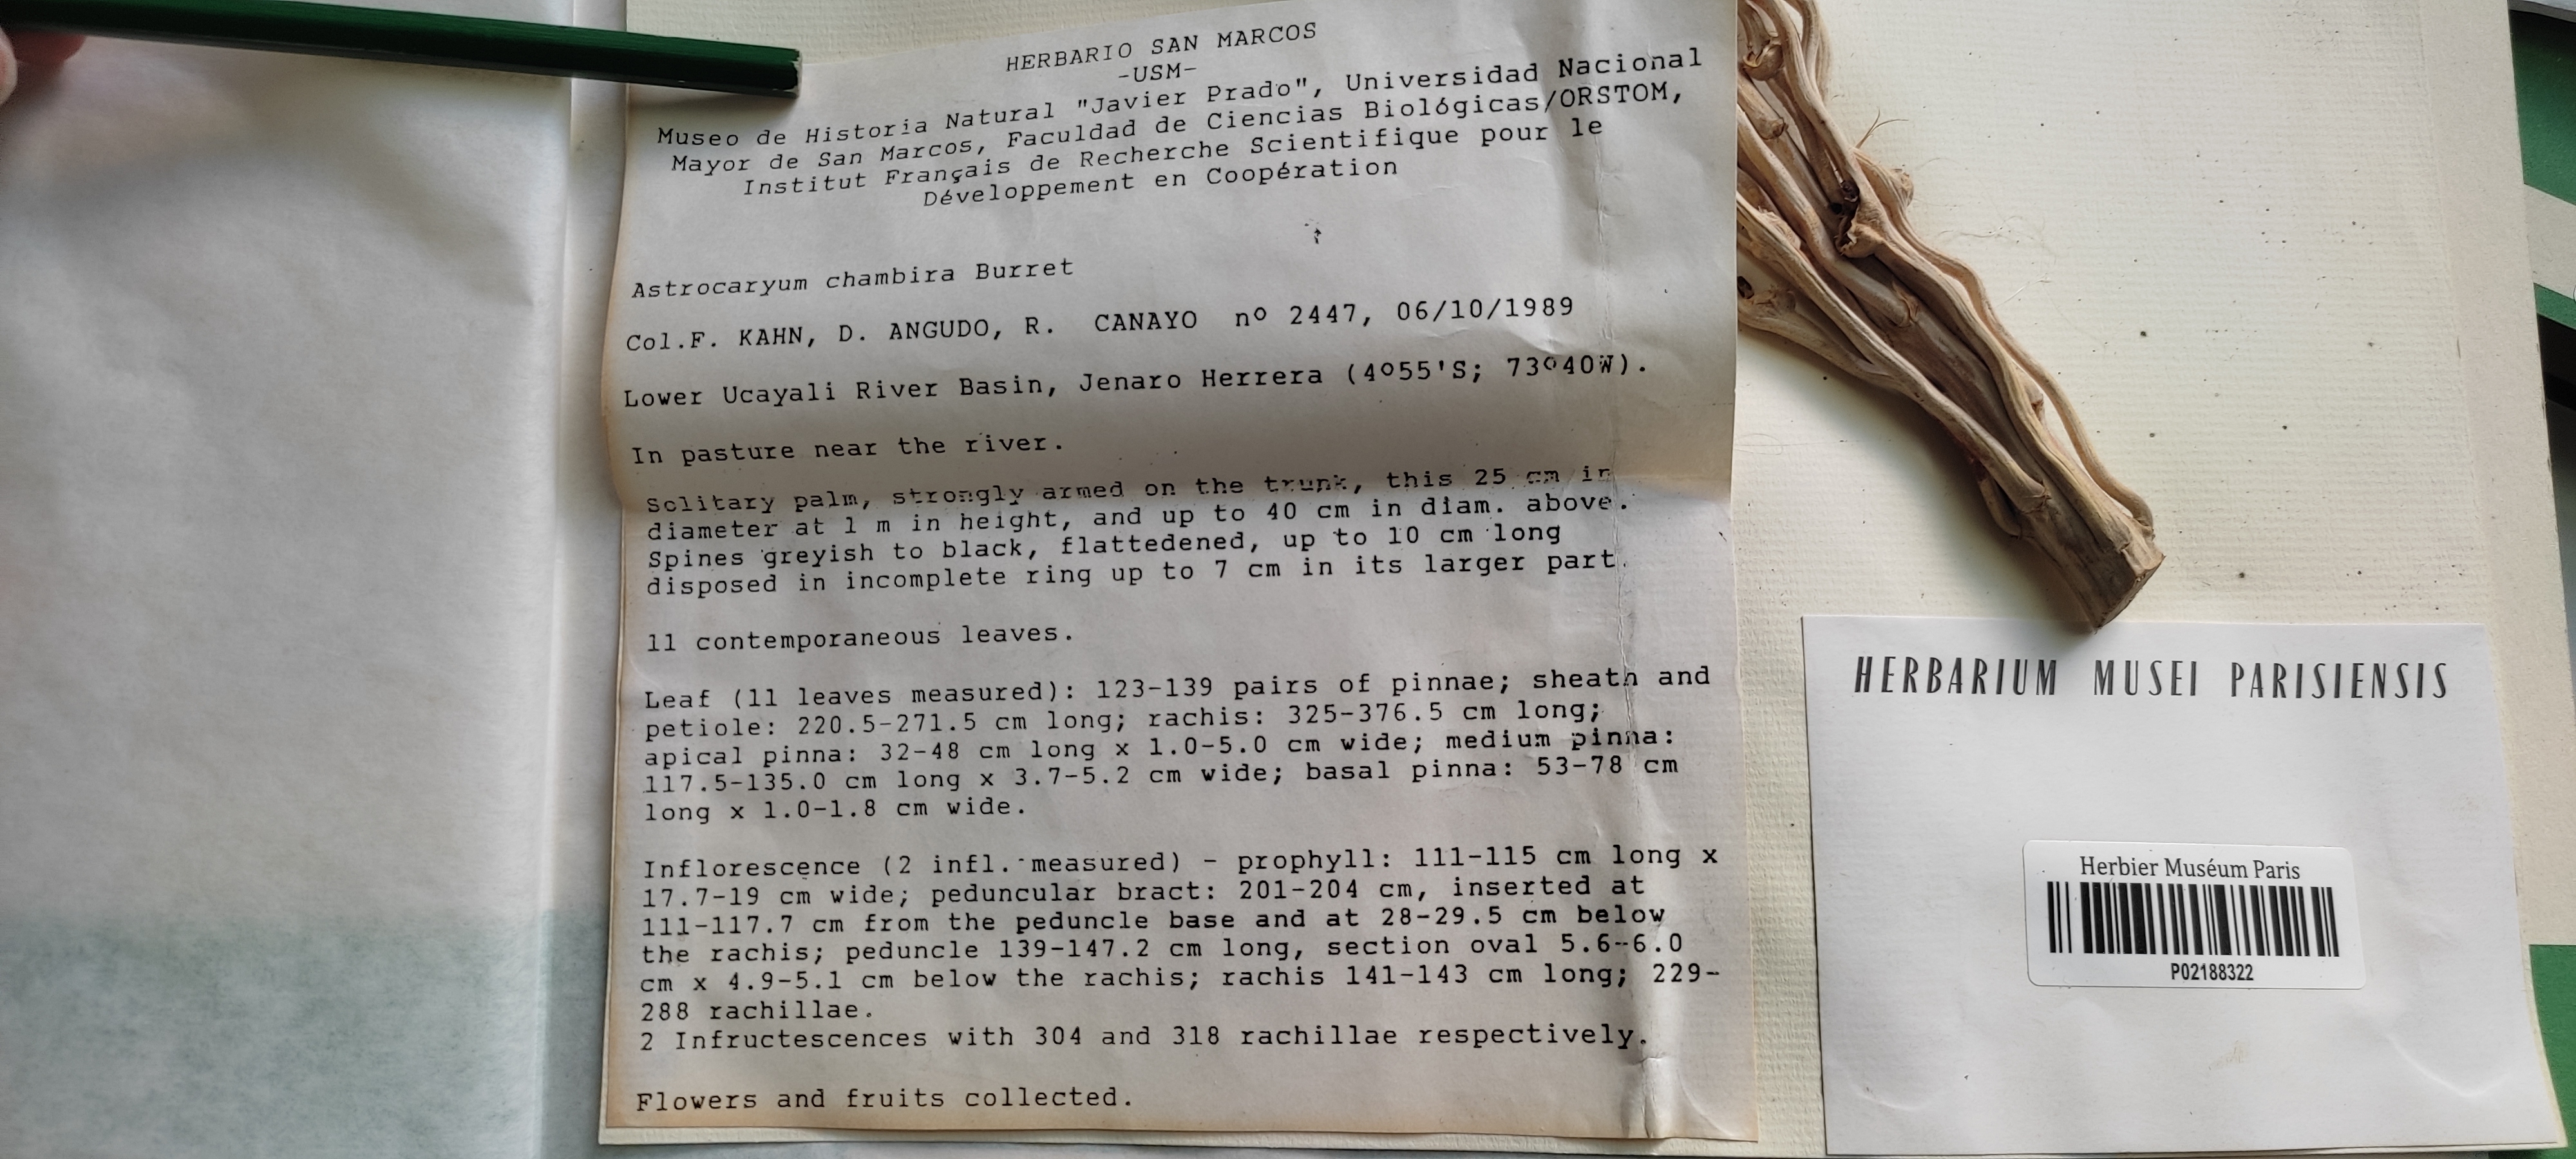 HERBARIO SAN MARCOS
-USM-
Museo de Historia Natural "Javier Prado", Universidad Nacional
Mayor de San Marcos, Faculdad de Ciencias Biológicas/ORSTOM,
Institut Français de Recherche Scientifique pour le
Développement en Coopération
Astrocaryum chambira Burret
Col.F. KAHN, D. ANGUDO, R. CANAYO nº 2447, 06/10/1989
Lower Ucayali River Basin, Jenaro Herrera (4º55'S; 73º40W).
In pasture near the river.
Solitary palm, strongly armed on the trunk, this 25 cm in
diameter at 1 m in height, and up to 40 cm in diam. above.
Spines greyish to black, flattedened, up to 10 cm long
disposed in incomplete ring up to 7 cm in its larger part.
11 contemporaneous leaves.
Leaf (11 leaves measured): 123-139 pairs of pinnae; sheath and
petiole: 220.5-271.5 cm long; rachis: 325-376.5 cm long;
apical pinna: 32-48 cm long x 1.0-5.0 cm wide; medium pinna:
117.5-135.0 cm long x 3.7-5.2 cm wide; basal pinna: 53-78 cm
long x 1.0-1.8 cm wide.
Inflorescence (2 infl. measured) - prophyll: 111-115 cm long x
17.7-19 cm wide; peduncular bract: 201-204 cm, inserted at
111-117.7 cm from the peduncle base and at 28-29.5 cm below
the rachis; peduncle 139-147.2 cm long, section oval 5.6-6.0
cm x 4.9-5.1 cm below the rachis; rachis 141-143 cm long; 229-
288 rachillae.
2 Infructescences with 304 and 318 rachillae respectively.
Flowers and fruits collected.
HERBARIUM MUSEI PARISIENSIS
Herbier Muséum Paris
P02188322